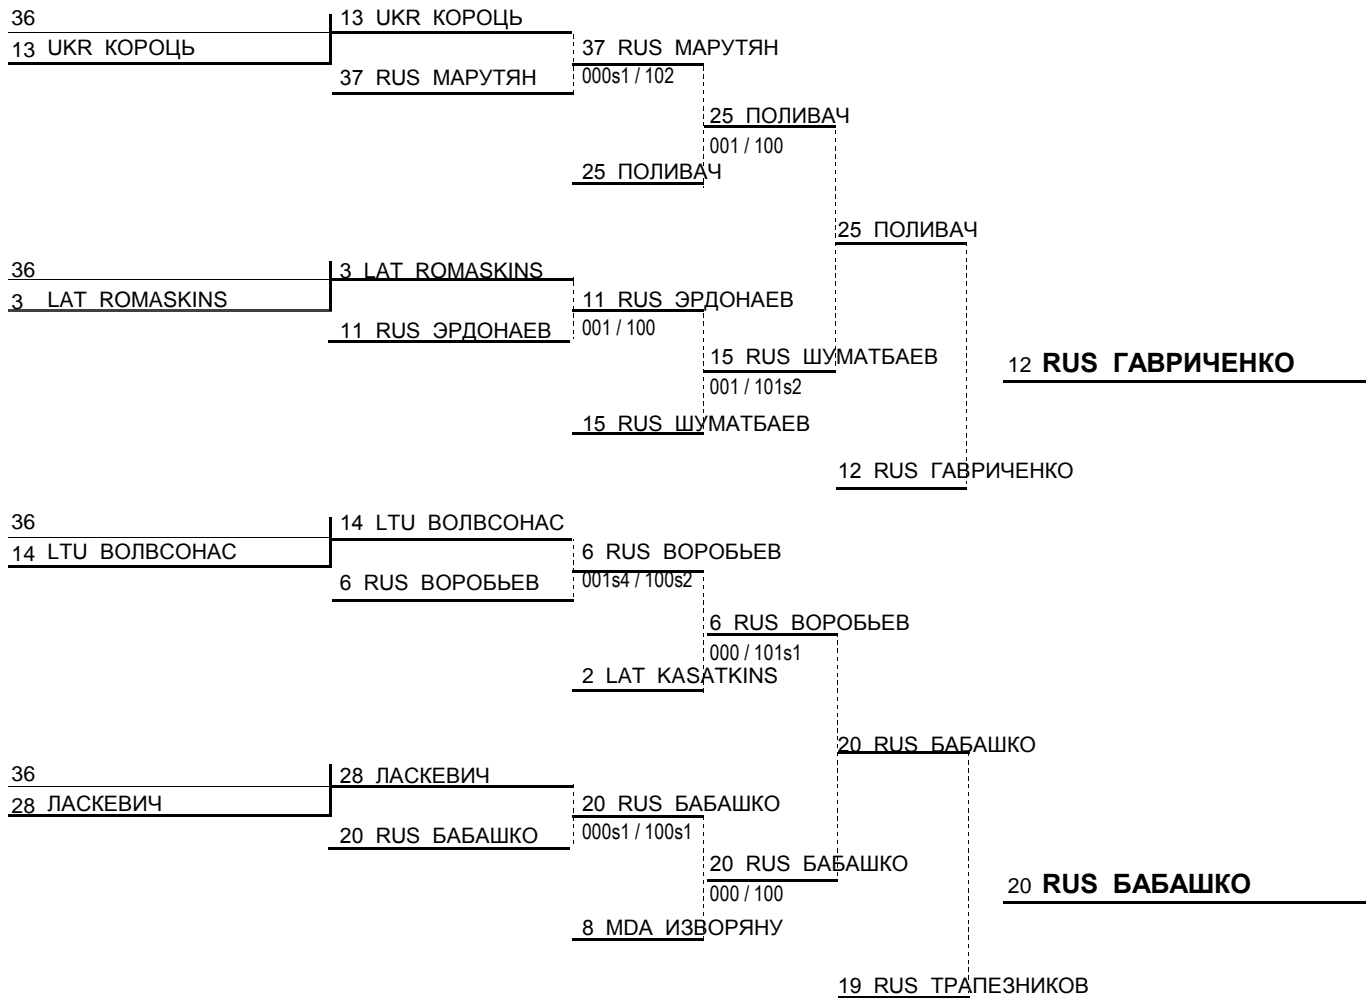 36
13 UKR КОРОЦЬ
13 UKR КОРОЦЬ
37 RUS МАРУТЯН
37 RUS МАРУТЯН
000s1 / 102
25 ПОЛИВАЧ
001 / 100
25 ПОЛИВАЧ
25 ПОЛИВАЧ
36
3 LAT ROMASKINS
3 LAT ROMASKINS
11 RUS ЭРДОНАЕВ
11 RUS ЭРДОНАЕВ
001 / 100
15 RUS ШУМАТБАЕВ
001 / 101s2
15 RUS ШУМАТБАЕВ
12 RUS ГАВРИЧЕНКО
12 RUS ГАВРИЧЕНКО
36
14 LTU ВОЛВСОНАС
14 LTU ВОЛВСОНАС
6 RUS ВОРОБЬЕВ
6 RUS ВОРОБЬЕВ
001s4 / 100s2
6 RUS ВОРОБЬЕВ
000 / 101s1
2 LAT KASATKINS
20 RUS БАБАШКО
36
28 ЛАСКЕВИЧ
28 ЛАСКЕВИЧ
20 RUS БАБАШКО
20 RUS БАБАШКО
000s1 / 100s1
20 RUS БАБАШКО
000 / 100
8 MDA ИЗВОРЯНУ
20 RUS БАБАШКО
19 RUS ТРАПЕЗНИКОВ